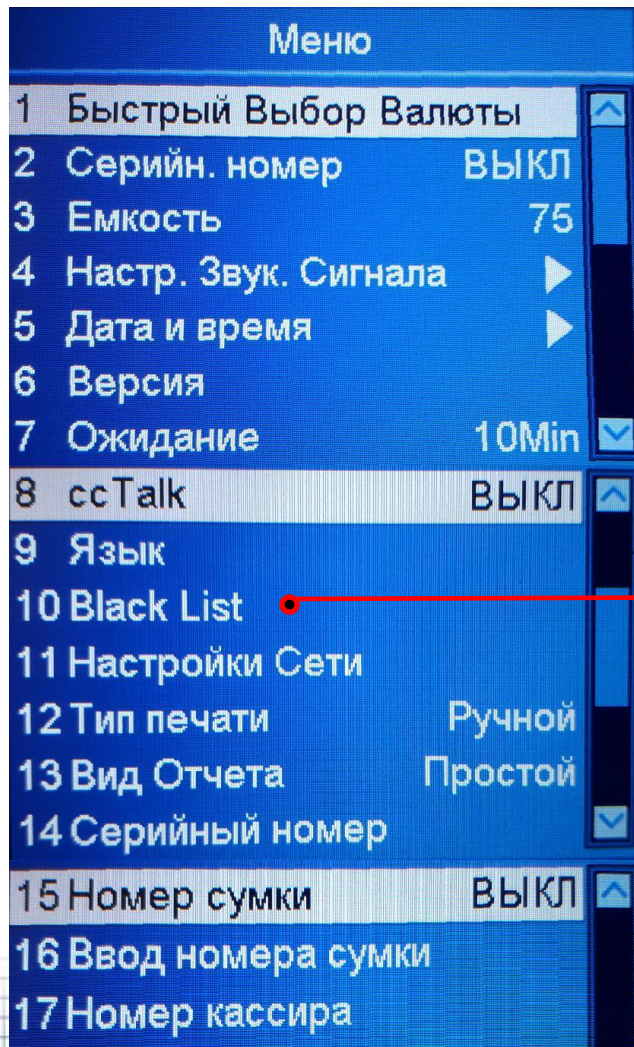 Меню
1 Быстрый Выбор Валюты
2 Серийн. номер ВЫКЛ
3 Емкость 75
4 Настр. Звук. Сигнала
5 Дата и время
6 Версия
7 Ожидание 10Min
8 ccTalk ВЫКЛ
9 Язык
10 Black List
11 Настройки Сети
12 Тип печати Ручной
13 Вид Отчета Простой
14 Серийный номер
15 Номер сумки ВЫКЛ
16 Ввод номера сумки
17 Номер кассира